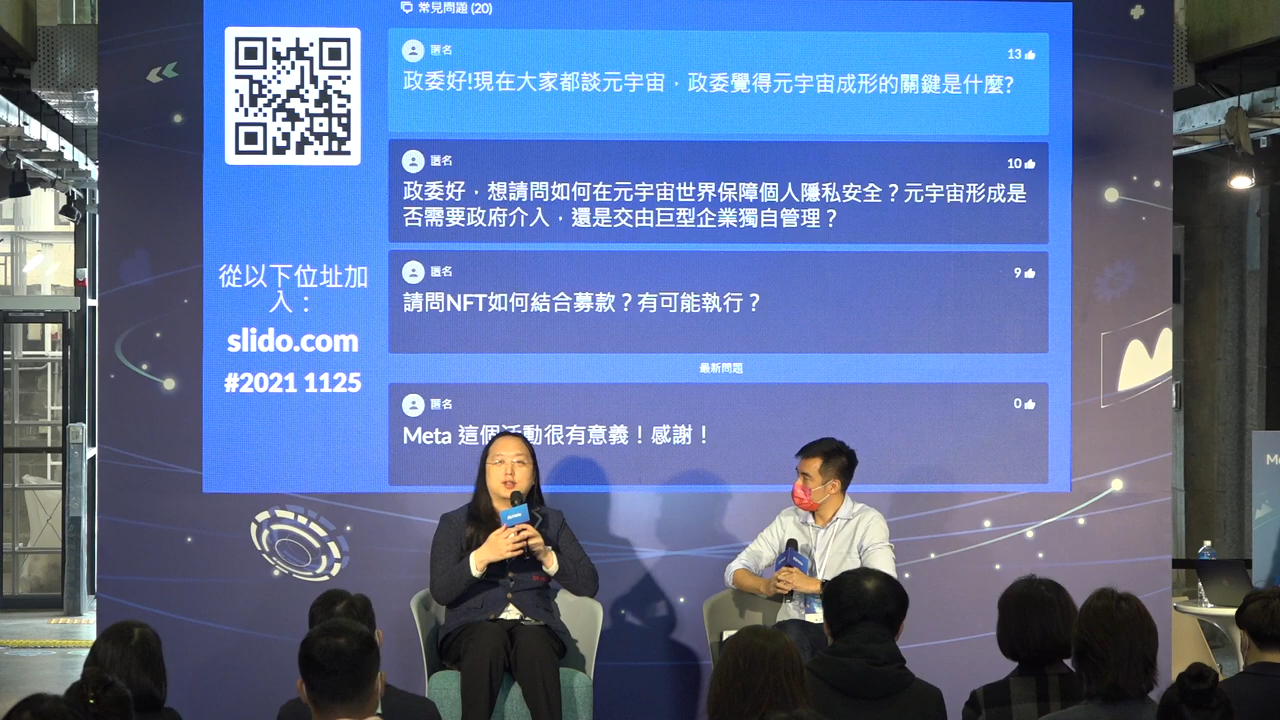 常見問題 (20)
匿名
13
政委好!現在大家都談元宇宙，政委覺得元宇宙成形的關鍵是什麼?
匿名
10
政委好，想請問如何在元宇宙世界保障個人隱私安全？元宇宙形成是
否需要政府介入，還是交由巨型企業獨自管理？
匿名
9
請問NFT如何結合募款？有可能執行？
最新問題
匿名
0
Meta 這個活動很有意義！感謝！
從以下位址加
入：
slido.com
#2021 1125